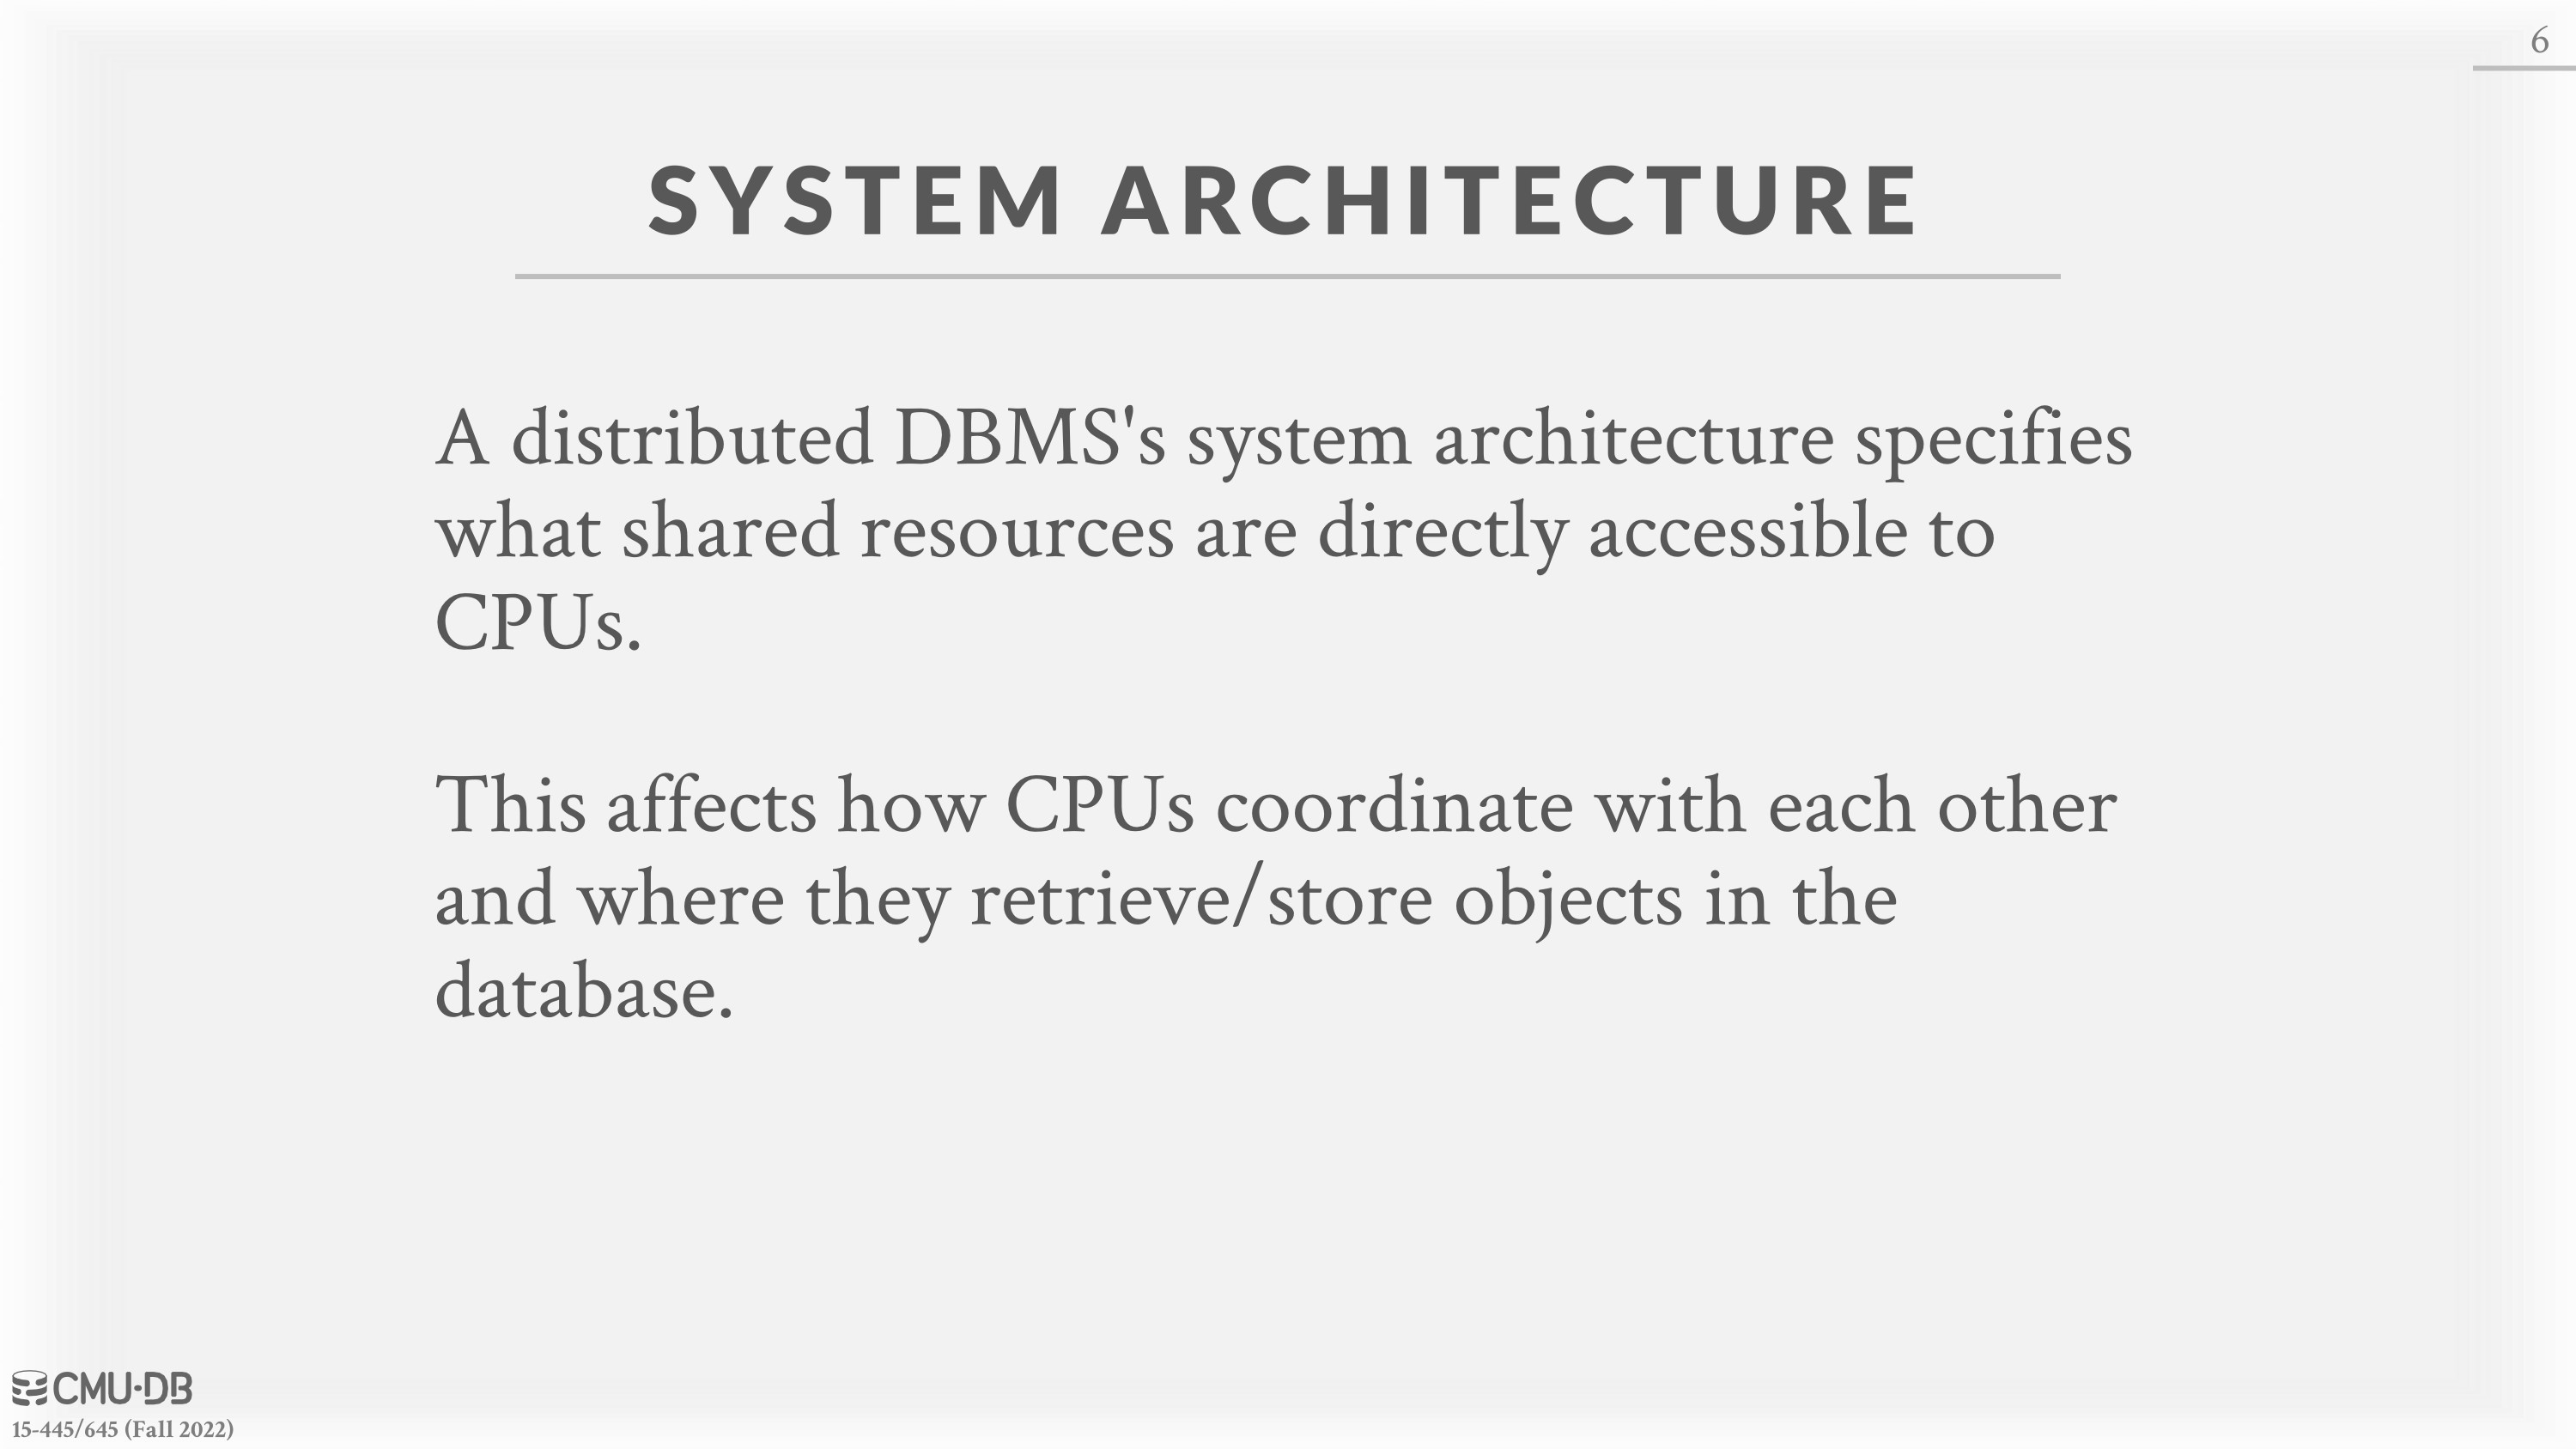 6
SYSTEM ARCHITECTURE
A distributed DBMS's system architecture specifies
what shared resources are directly accessible to
CPUs.
This affects how CPUs coordinate with each other
and where they retrieve/store objects in the
database.
CMU·DB
15-445/645 (Fall 2022)